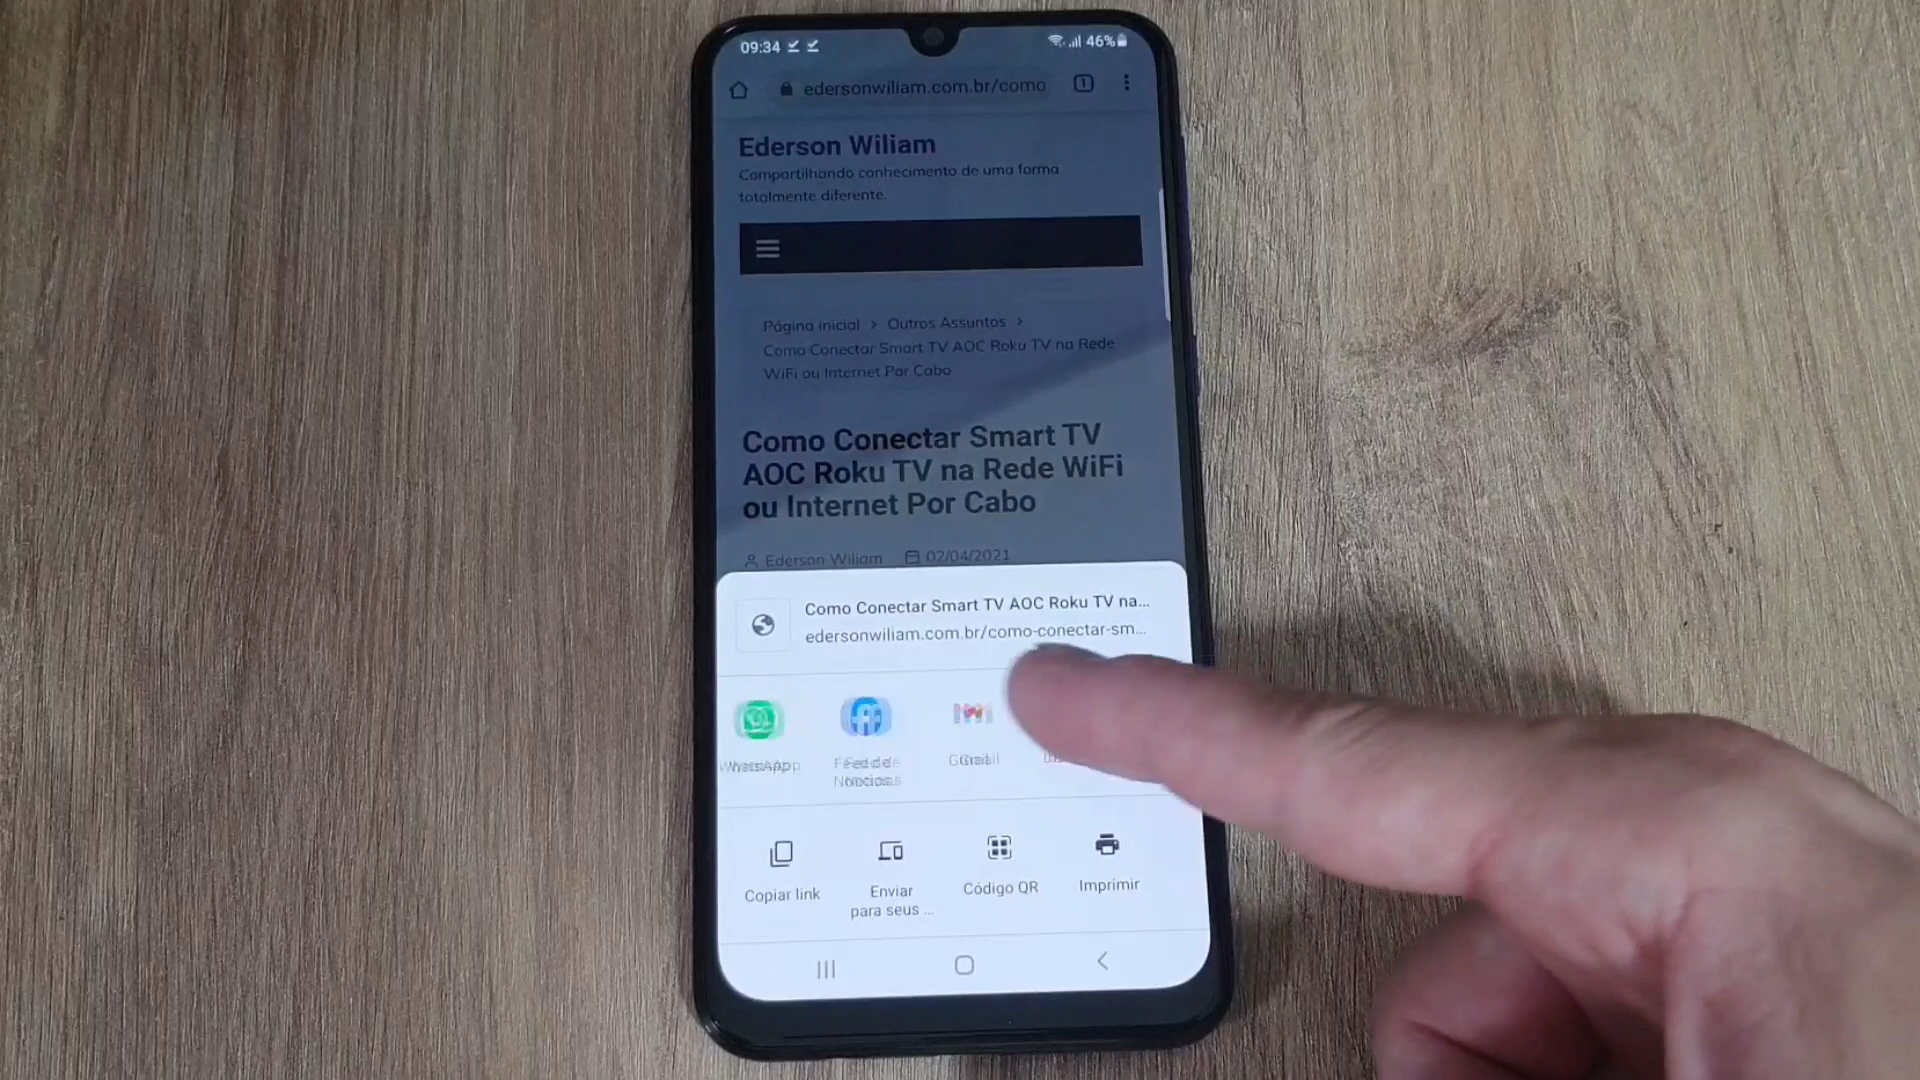 09:34
46%
edersonwiliam.com.br/como
1
Ederson Wiliam
Compartilhando conhecimento de uma forma
totalmente diferente.
Página inicial > Outros Assuntos >
Como Conectar Smart TV AOC Roku TV na Rede
WiFi ou Internet Por Cabo
Como Conectar Smart TV
AOC Roku TV na Rede WiFi
ou Internet Por Cabo
Ederson Wiliam 02/04/2021
Como Conectar Smart TV AOC Roku TV na...
edersonwiliam.com.br/como-conectar-sm...
WhatsApp
Feed de
Gmail
Copiar link
Enviar
para seus ...
Código QR
Imprimir